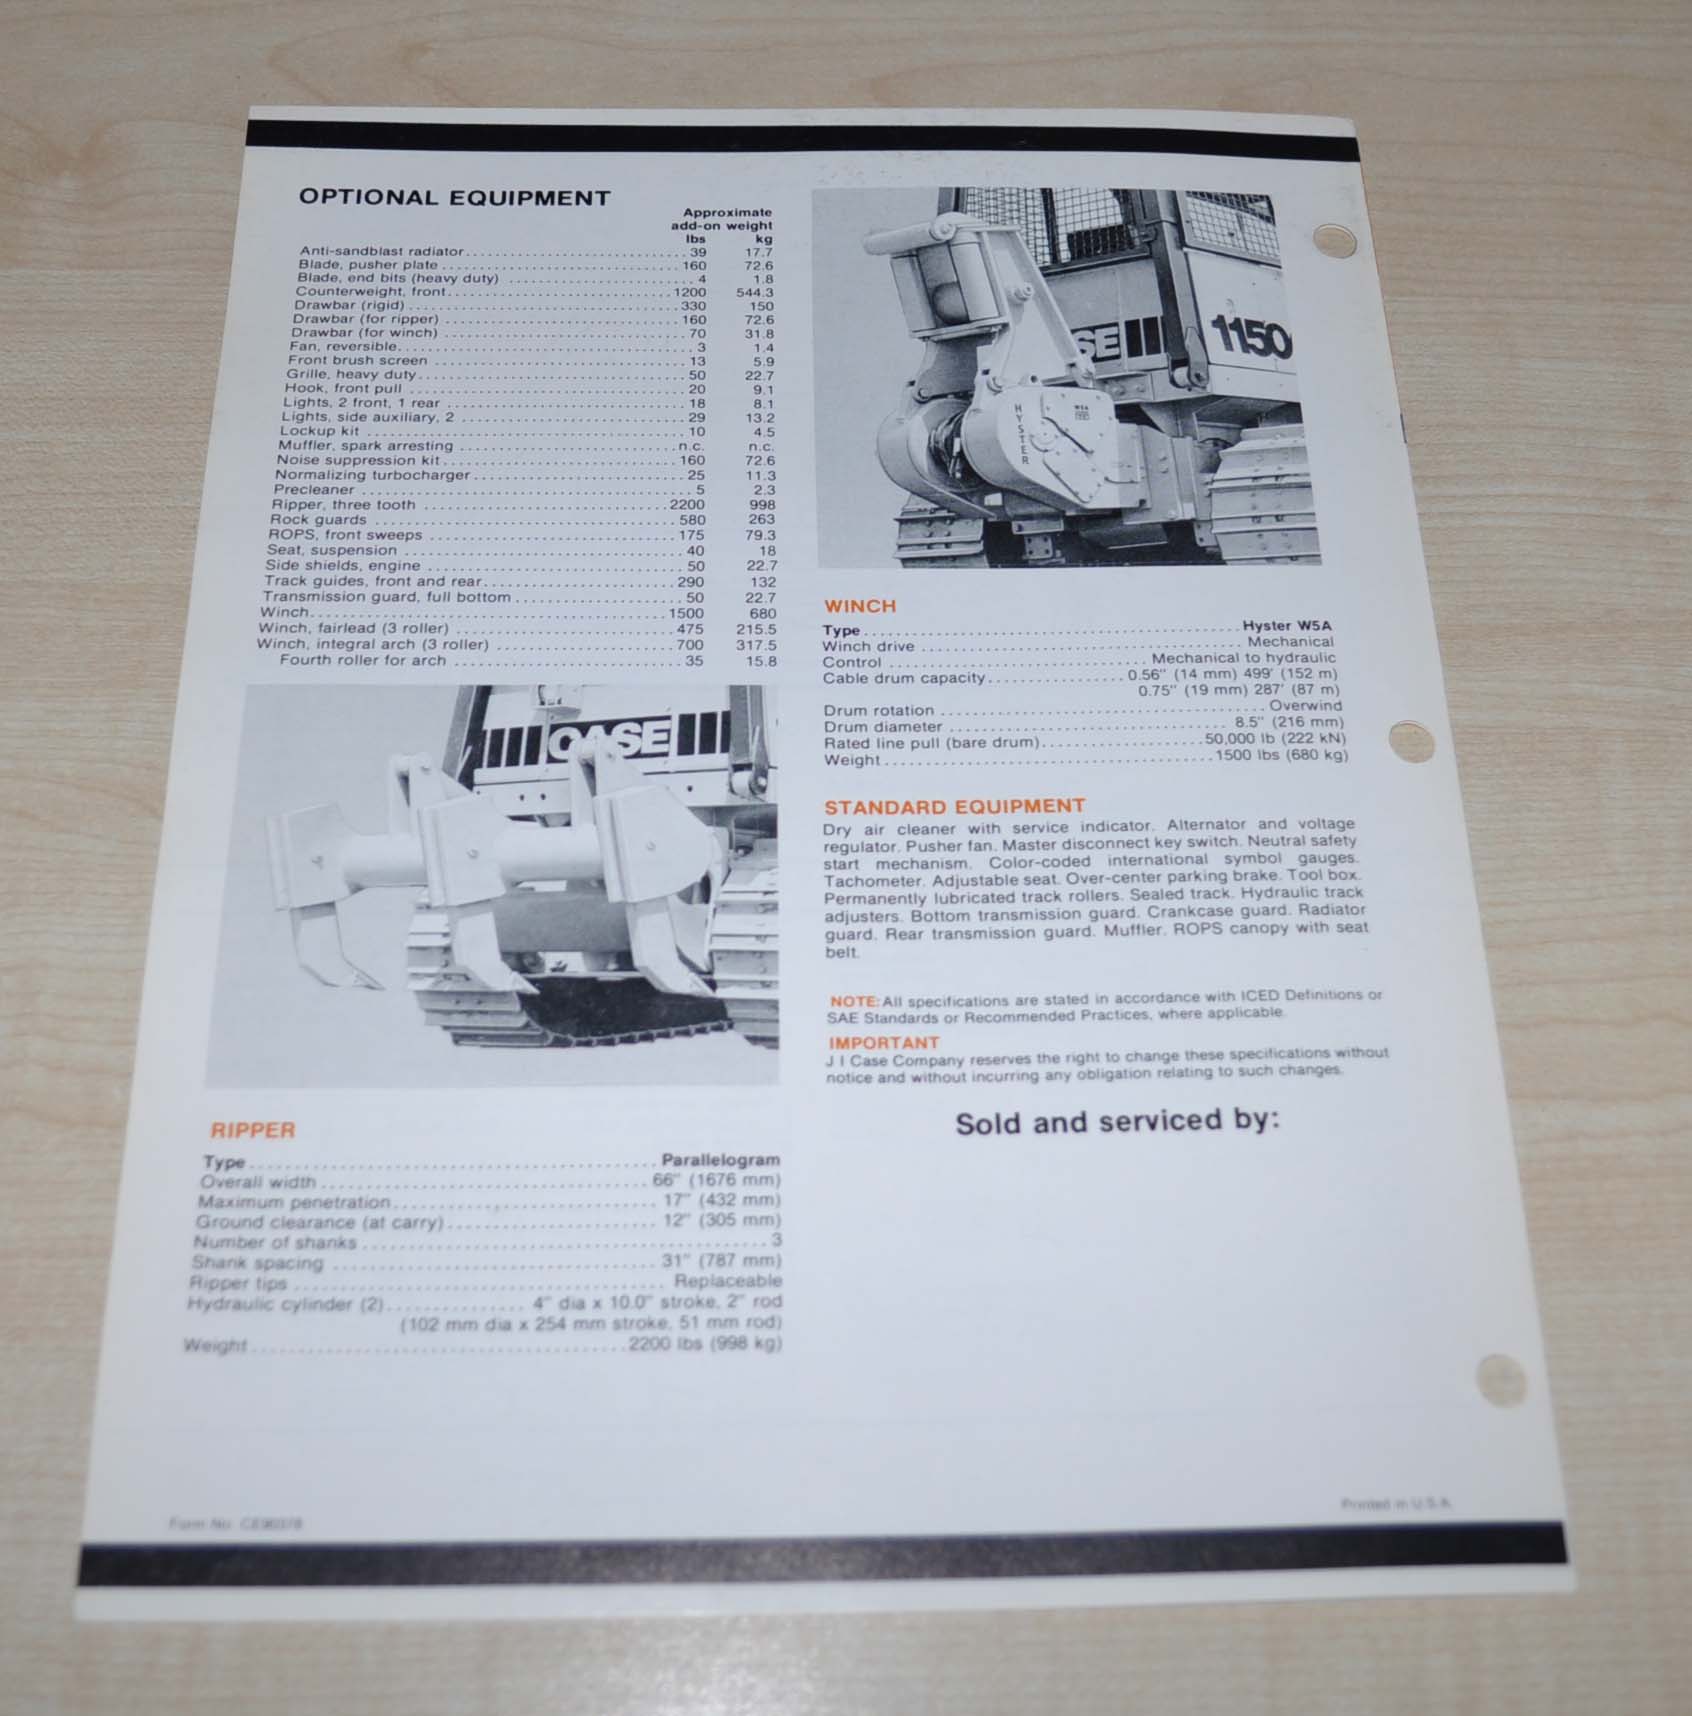 OPTIONAL EQUIPMENT
Approximate
add-on weight
lbs kg
Anti-sandblast radiator 39 17.7
Blade, pusher plate 160 72.6
Blade, end bits (heavy duty) 4 1.8
Counterweight, front 1200 544.3
Drawbar (rigid) 330 150
Drawbar (for ripper) 160 72.6
Drawbar (for winch) 70 31.8
Fan, reversible 3 1.4
Front brush screen 13 5.9
Grille, heavy duty 50 22.7
Hook, front pull 20 9.1
Lights, 2 front, 1 rear 18 8.1
Lights, side auxiliary, 2 29 13.2
Lockup kit 10 4.5
Muffler, spark arresting n.c. n.c.
Noise suppression kit 160 72.6
Normalizing turbocharger 25 11.3
Precleaner 5 2.3
Ripper, three tooth 2200 998
Rock guards 580 263
ROPS, front sweeps 175 79.3
Seat, suspension 40 18
Side shields, engine 50 22.7
Track guides, front and rear 290 132
Transmission guard, full bottom 50 22.7
Winch 1500 680
Winch, fairlead (3 roller) 475 215.5
Winch, integral arch (3 roller) 700 317.5
Fourth roller for arch 35 15.8
CASE
RIPPER
Type Parallelogram
Overall width 66" (1676 mm)
Maximum penetration 17" (432 mm)
Ground clearance (at carry) 12" (305 mm)
Number of shanks 3
Shank spacing 31" (787 mm)
Ripper tips Replaceable
Hydraulic cylinder (2) 4" dia x 10.0" stroke, 2" rod
(102 mm dia x 254 mm stroke, 51 mm rod)
Weight 2200 lbs (998 kg)
ASE 1150
HYSTER
W5A
WINCH
Type Hyster W5A
Winch drive Mechanical
Control Mechanical to hydraulic
Cable drum capacity 0.56" (14 mm) 499' (152 m)
0.75" (19 mm) 287' (87 m)
Drum rotation Overwind
Drum diameter 8.5" (216 mm)
Rated line pull (bare drum) 50,000 lb (222 kN)
Weight 1500 lbs (680 kg)
STANDARD EQUIPMENT
Dry air cleaner with service indicator. Alternator and voltage
regulator. Pusher fan. Master disconnect key switch. Neutral safety
start mechanism. Color-coded international symbol gauges.
Tachometer. Adjustable seat. Over-center parking brake. Tool box.
Permanently lubricated track rollers. Sealed track. Hydraulic track
adjusters. Bottom transmission guard. Crankcase guard. Radiator
guard. Rear transmission guard. Muffler. ROPS canopy with seat
belt.
NOTE: All specifications are stated in accordance with ICED Definitions or
SAE Standards or Recommended Practices, where applicable.
IMPORTANT
J I Case Company reserves the right to change these specifications without
notice and without incurring any obligation relating to such changes.
Sold and serviced by:
Form No.
Printed in U.S.A.